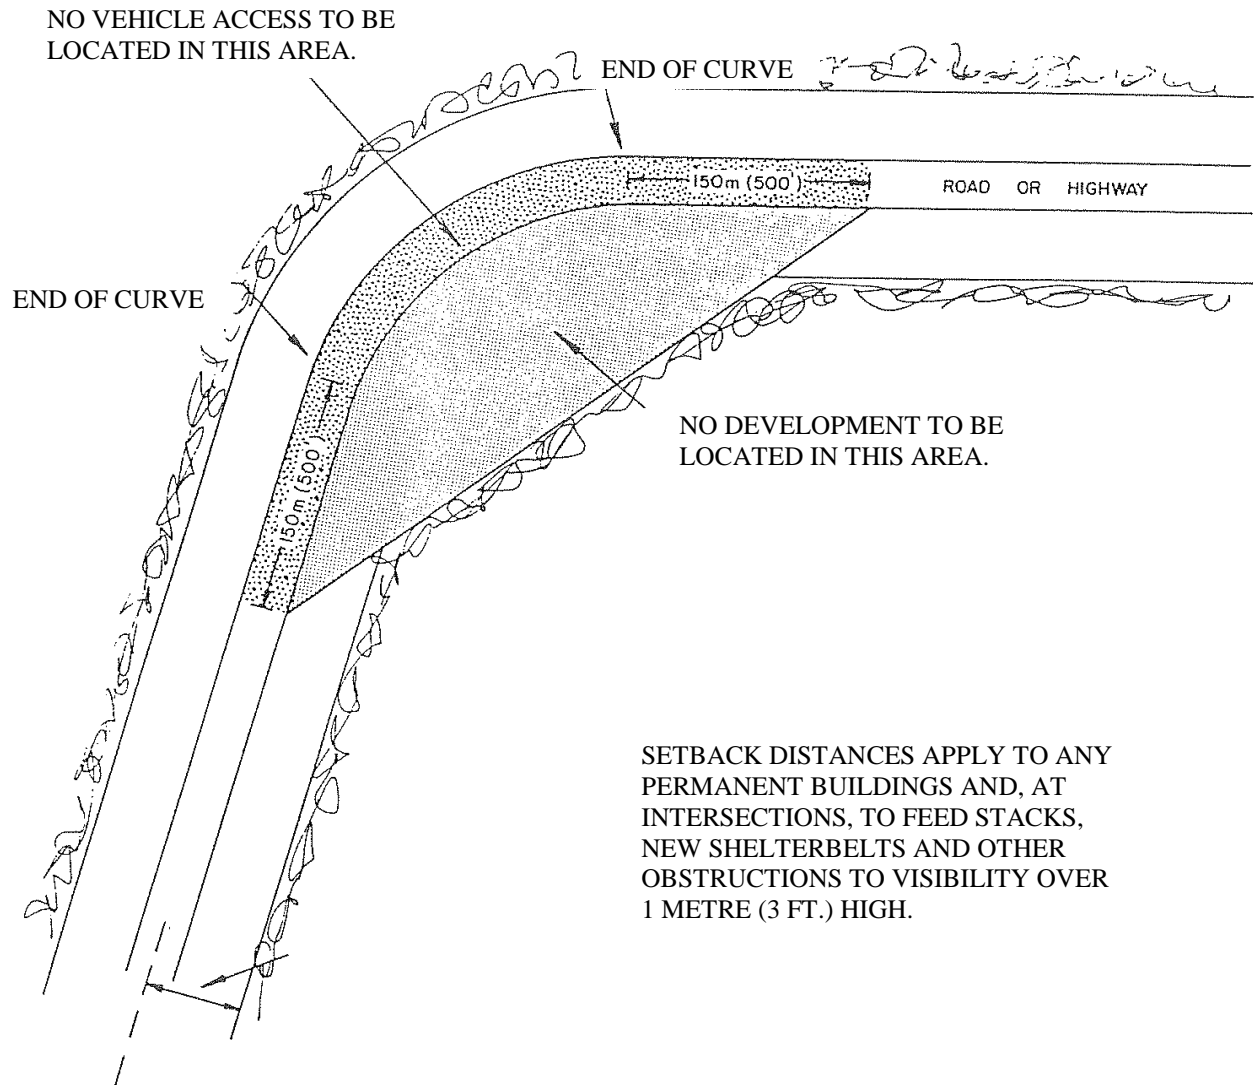 NO VEHICLE ACCESS TO BE
LOCATED IN THIS AREA.
END OF CURVE
150m (500')
ROAD OR HIGHWAY
END OF CURVE
NO DEVELOPMENT TO BE
LOCATED IN THIS AREA.
150m (500')
SETBACK DISTANCES APPLY TO ANY
PERMANENT BUILDINGS AND, AT
INTERSECTIONS, TO FEED STACKS,
NEW SHELTERBELTS AND OTHER
OBSTRUCTIONS TO VISIBILITY OVER
1 METRE (3 FT.) HIGH.